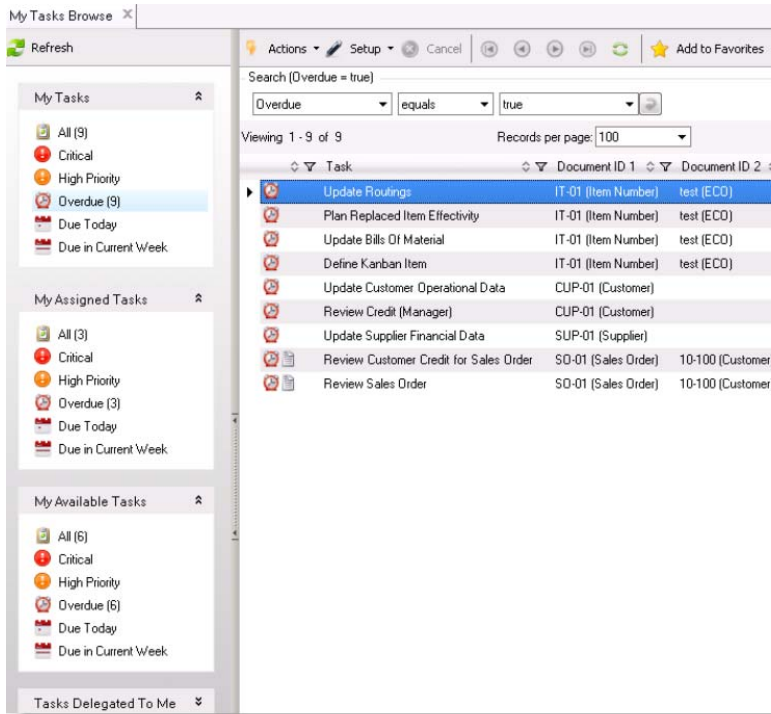 My Tasks Browse
Refresh
Actions Setup Cancel Add to Favorites
Search (Overdue = true)
Overdue equals true
Viewing 1 - 9 of 9 Records per page: 100
Task Document ID 1 Document ID 2
Update Routings IT-01 (Item Number) test (ECO)
Plan Replaced Item Effectivity IT-01 (Item Number) test (ECO)
Update Bills Of Material IT-01 (Item Number) test (ECO)
Define Kanban Item IT-01 (Item Number) test (ECO)
Update Customer Operational Data CUP-01 (Customer)
Review Credit (Manager) CUP-01 (Customer)
Update Supplier Financial Data SUP-01 (Supplier)
Review Customer Credit for Sales Order SO-01 (Sales Order) 10-100 (Customer
Review Sales Order SO-01 (Sales Order) 10-100 (Customer
My Tasks
All (9)
Critical
High Priority
Overdue (9)
Due Today
Due in Current Week
My Assigned Tasks
All (3)
Critical
High Priority
Overdue (3)
Due Today
Due in Current Week
My Available Tasks
All (6)
Critical
High Priority
Overdue (6)
Due Today
Due in Current Week
Tasks Delegated To Me